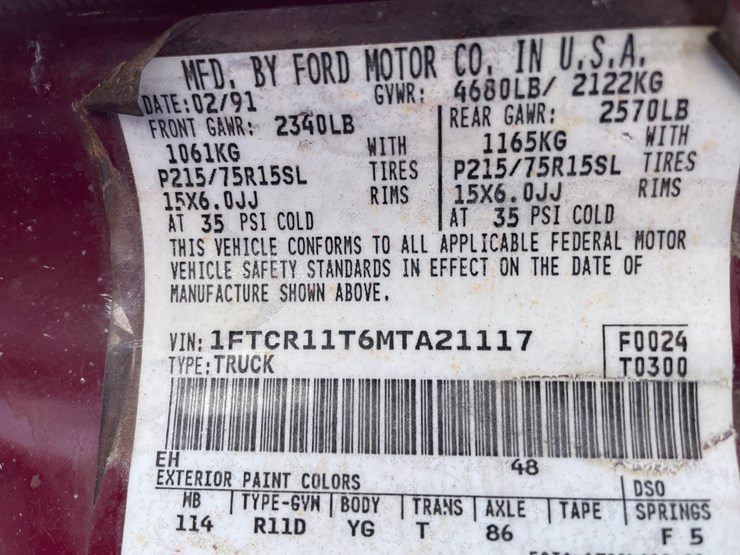 MFD. BY FORD MOTOR CO. IN U.S.A.
DATE:02/91 GVWR: 4680LB/ 2122KG
FRONT GAWR: 2340LB REAR GAWR: 2570LB
1061KG WITH 1165KG WITH
P215/75R15SL TIRES P215/75R15SL TIRES
15X6.0JJ RIMS 15X6.0JJ RIMS
AT 35 PSI COLD AT 35 PSI COLD
THIS VEHICLE CONFORMS TO ALL APPLICABLE FEDERAL MOTOR
VEHICLE SAFETY STANDARDS IN EFFECT ON THE DATE OF
MANUFACTURE SHOWN ABOVE.
VIN: 1FTCR11T6MTA21117 F0024
TYPE:TRUCK T0300
EH 48
EXTERIOR PAINT COLORS DSO
WB TYPE-GVW BODY TRANS AXLE TAPE SPRINGS
114 R11D YG T 86 F 5